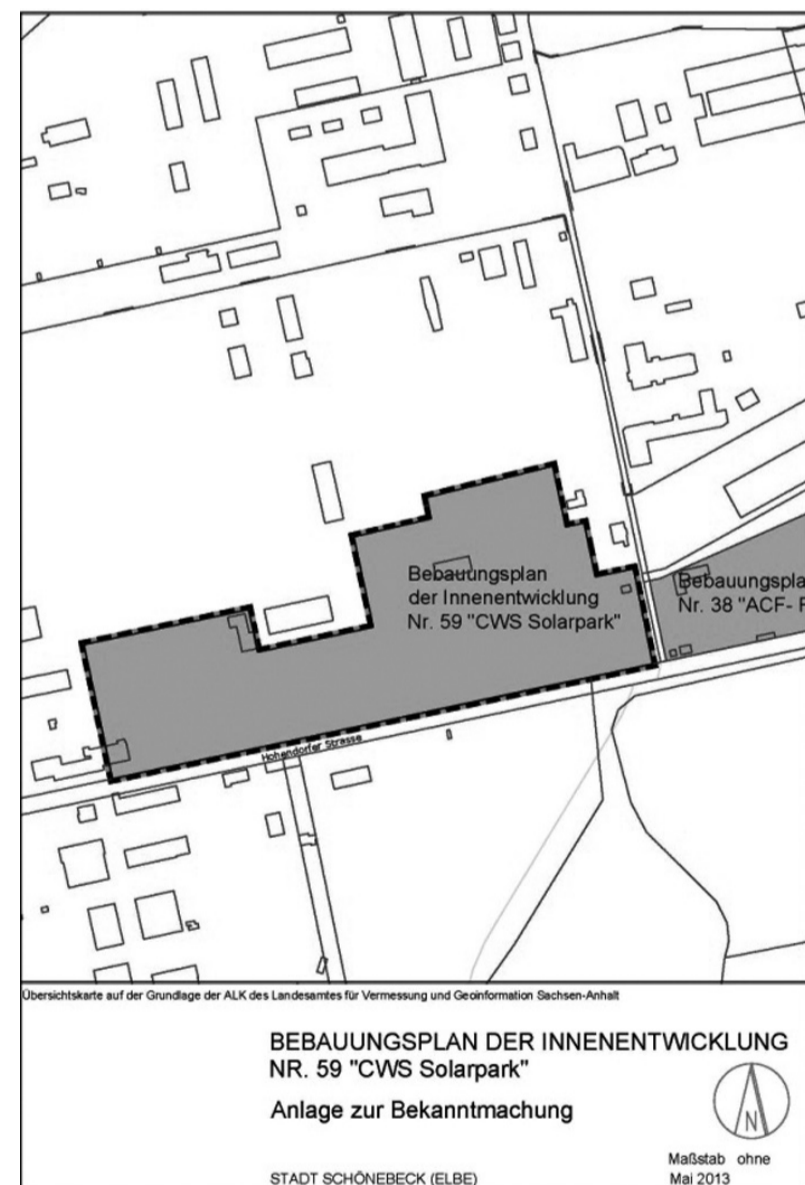 Bebauungsplan
der Innenentwicklung
Nr. 59 "CWS Solarpark"
Bebauungspla
Nr. 38 "ACF- F
Hohendorfer Strasse
Übersichtskarte auf der Grundlage der ALK des Landesamtes für Vermessung und Geoinformation Sachsen-Anhalt
BEBAUUNGSPLAN DER INNENENTWICKLUNG
NR. 59 "CWS Solarpark"
Anlage zur Bekanntmachung
N
Maßstab ohne
STADT SCHÖNEBECK (ELBE)
Mai 2013